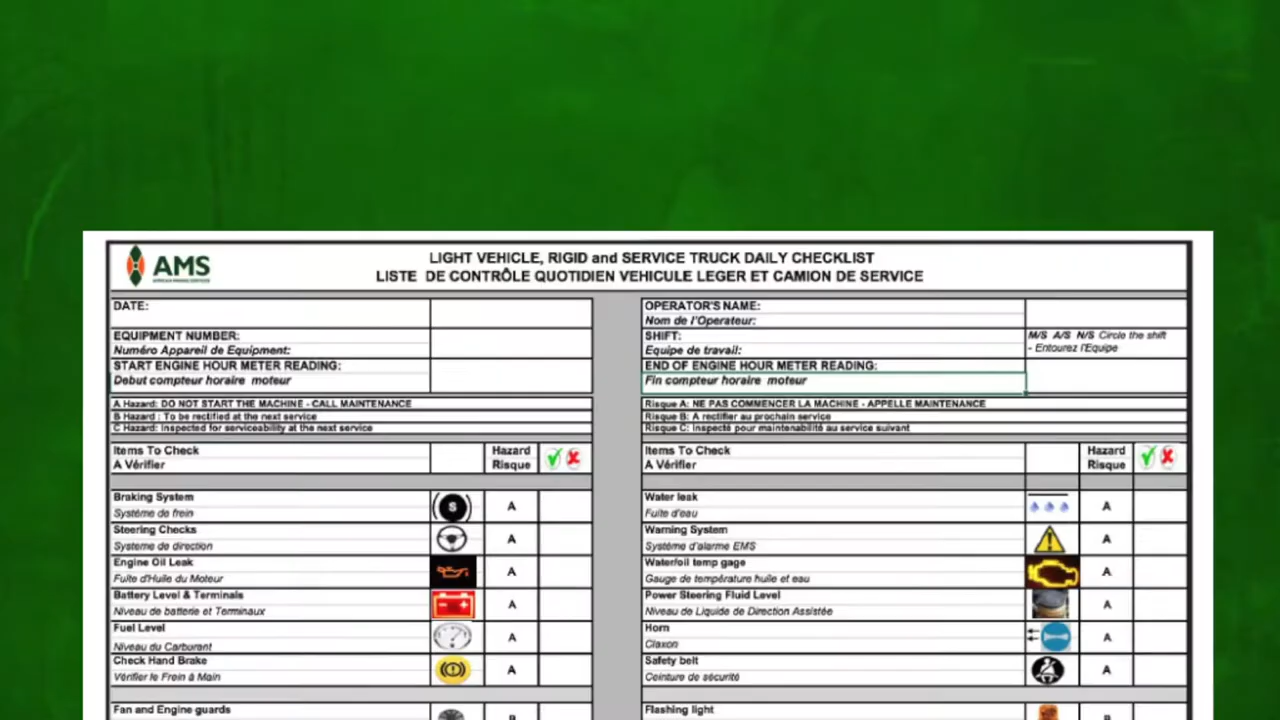 AMS
LIGHT VEHICLE, RIGID and SERVICE TRUCK DAILY CHECKLIST
LISTE DE CONTRÔLE QUOTIDIEN VEHICULE LEGER ET CAMION DE SERVICE
DATE:
EQUIPMENT NUMBER:
Numéro Appareil de Equipment:
START ENGINE HOUR METER READING:
Debut compteur horaire moteur
OPERATOR'S NAME:
Nom de l'Operateur:
SHIFT:
Equipe de travail:
M/S A/S N/S Circle the shift
- Entourez l'Equipe
END OF ENGINE HOUR METER READING:
Fin compteur horaire moteur
A Hazard: DO NOT START THE MACHINE - CALL MAINTENANCE
B Hazard : To be rectified at the next service
C Hazard: Inspected for serviceability at the next service
Risque A: NE PAS COMMENCER LA MACHINE - APPELLE MAINTENANCE
Risque B: A rectifier au prochain service
Risque C: Inspecté pour maintenabilité au service suivant
Items To Check
A Vérifier
Hazard
Risque
Braking System
Système de frein
S
A
Steering Checks
Systeme de direction
A
Engine Oil Leak
Fuite d'Huile du Moteur
A
Battery Level & Terminals
Niveau de batterie et Terminaux
A
Fuel Level
Niveau du Carburant
A
Check Hand Brake
Vérifier le Frein à Main
A
Fan and Engine guards
B
Items To Check
A Vérifier
Hazard
Risque
Water leak
Fuite d'eau
A
Warning System
Système d'alarme EMS
A
Water/oil temp gage
Gauge de température huile et eau
A
Power Steering Fluid Level
Niveau de Liquide de Direction Assistée
A
Horn
Claxon
A
Safety belt
Ceinture de sécurité
A
Flashing light
B